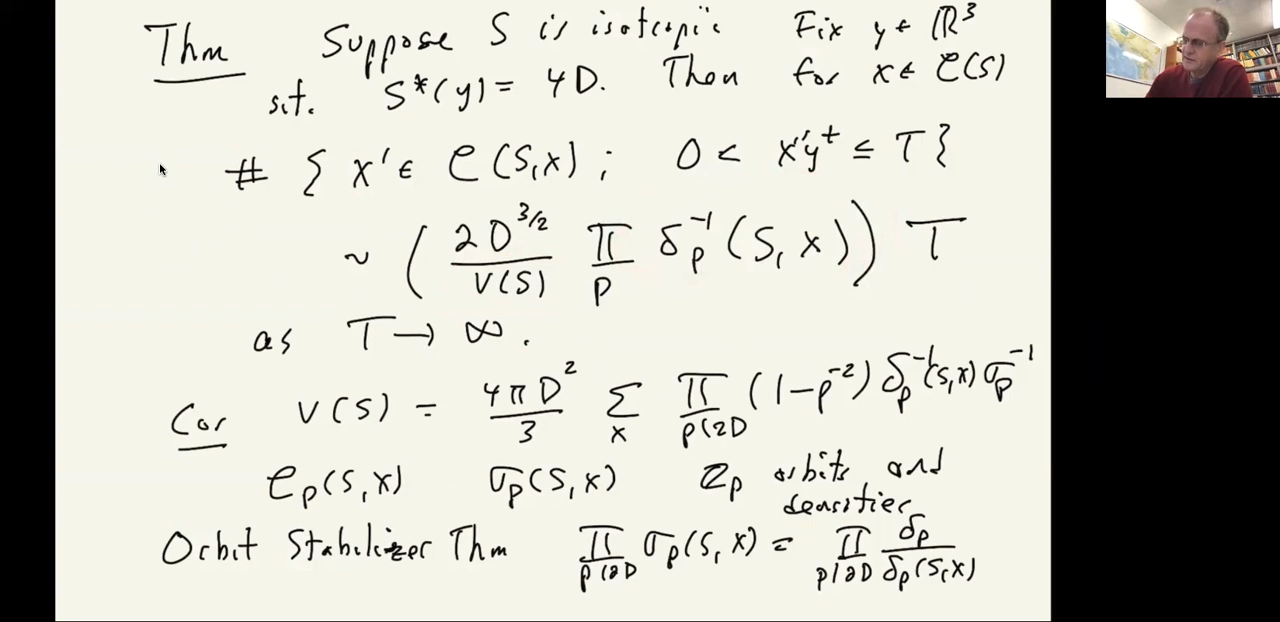 Thm Suppose S is isotropic Fix y ∈ ℝ³
s.t. S*(y) = 4D. Then for x ∈ C(S)
# { x' ∈ C(S,x) ; 0 < x'y^t ≤ T }
~ ( 2D^{3/2} / V(S) ∏_p δ_p^{-1} (S, x) ) T
as T → ∞.
Cor V(S) = 4πD² / 3 ∑_x ∏_{p|2D} (1-p^{-2}) δ_p^{-1}(S,x) σ_p^{-1}
C_p(S,x) σ_p(S,x) Z_p orbits and
densities
Orbit Stabilizer Thm ∏_{p|2D} σ_p(S,x) = ∏_{p|2D} δ_p / δ_p(S,x)